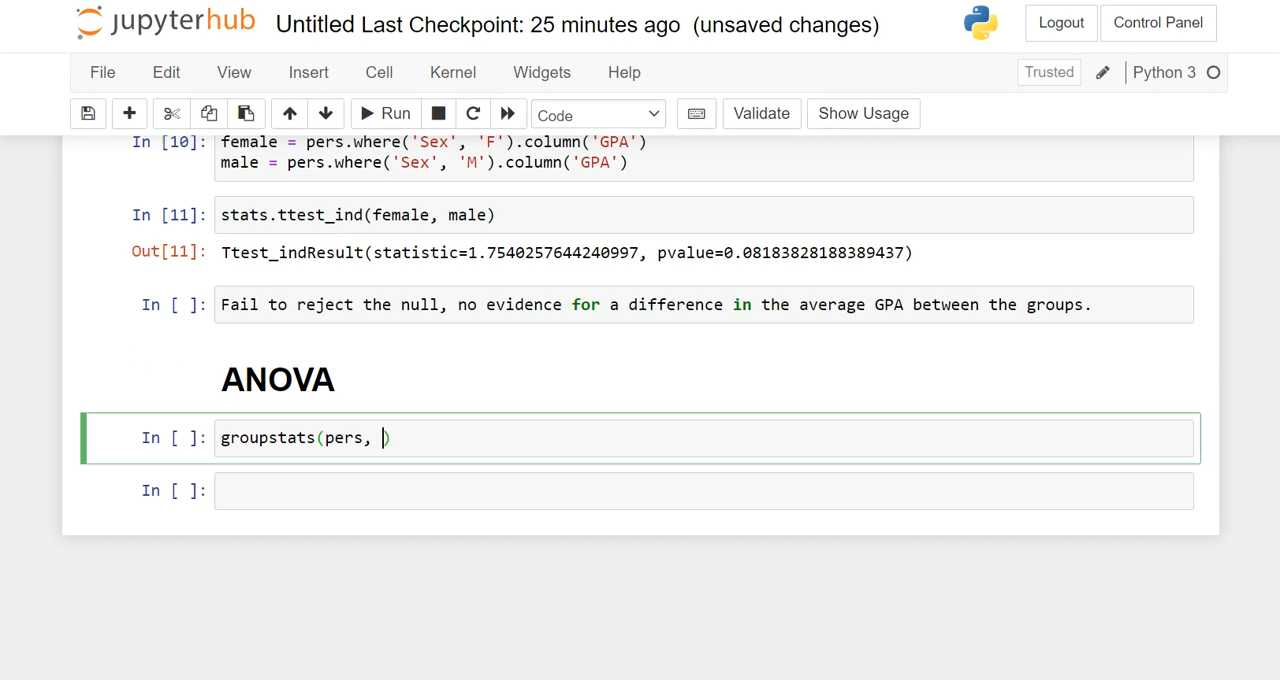 jupyterhub Untitled Last Checkpoint: 25 minutes ago (unsaved changes) Logout Control Panel
File Edit View Insert Cell Kernel Widgets Help Trusted Python 3
Run Code Validate Show Usage
In [10]: female = pers.where('Sex', 'F').column('GPA')
male = pers.where('Sex', 'M').column('GPA')
In [11]: stats.ttest_ind(female, male)
Out[11]: Ttest_indResult(statistic=1.7540257644240997, pvalue=0.08183828188389437)
In [ ]: Fail to reject the null, no evidence for a difference in the average GPA between the groups.
ANOVA
In [ ]: groupstats(pers, )
In [ ]: